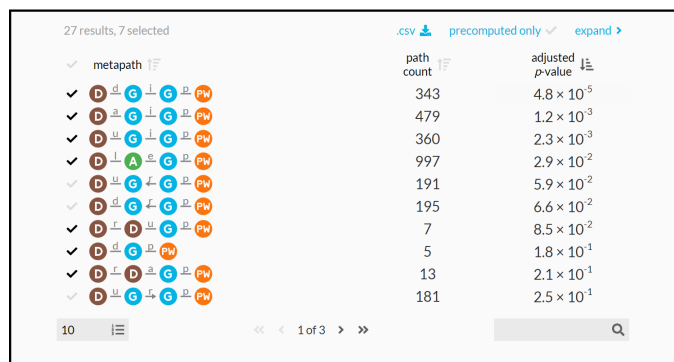 27 results, 7 selected .csv precomputed only expand
metapath path count adjusted p-value
D d G i G p PW 343 4.8 × 10⁻⁵
D a G i G p PW 479 1.2 × 10⁻³
D u G i G p PW 360 2.3 × 10⁻³
D l A e G p PW 997 2.9 × 10⁻²
D u G r G p PW 191 5.9 × 10⁻²
D d G r G p PW 195 6.6 × 10⁻²
D r D u G p PW 7 8.5 × 10⁻²
D d G p PW 5 1.8 × 10⁻¹
D r D a G p PW 13 2.1 × 10⁻¹
D u G r G p PW 181 2.5 × 10⁻¹
10 1 of 3